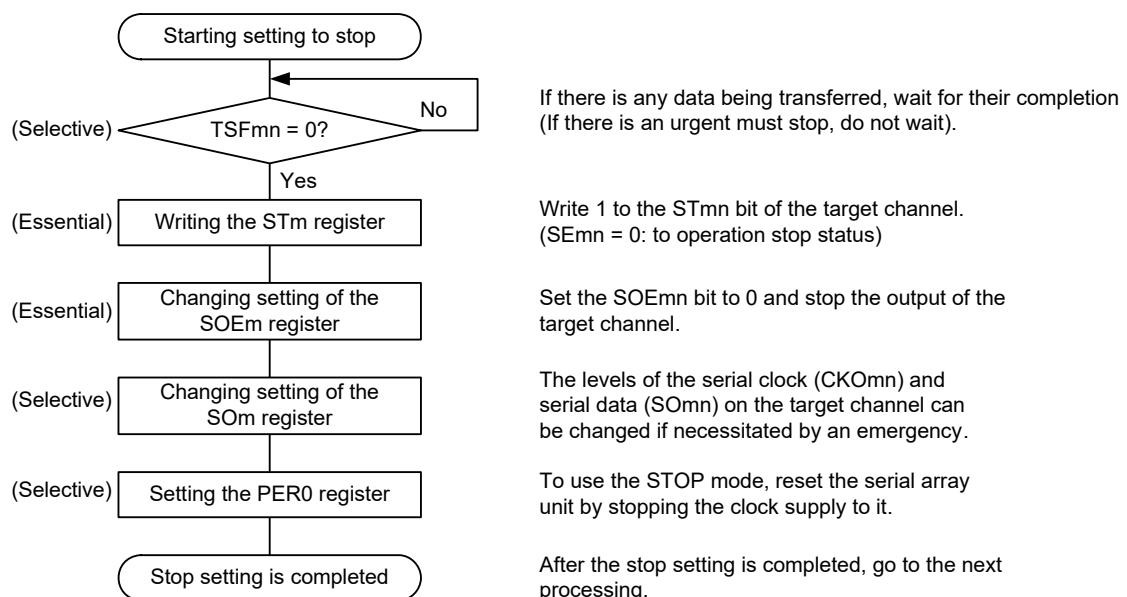 Starting setting to stop
No
If there is any data being transferred, wait for their completion
(If there is an urgent must stop, do not wait).
(Selective)
TSFmn = 0?
Yes
(Essential)
Writing the STm register
Write 1 to the STmn bit of the target channel.
(SEmn = 0: to operation stop status)
(Essential)
Changing setting of the
SOEm register
Set the SOEmn bit to 0 and stop the output of the
target channel.
(Selective)
Changing setting of the
SOm register
The levels of the serial clock (CKOmn) and
serial data (SOmn) on the target channel can
be changed if necessitated by an emergency.
(Selective)
Setting the PER0 register
To use the STOP mode, reset the serial array
unit by stopping the clock supply to it.
Stop setting is completed
After the stop setting is completed, go to the next
processing.